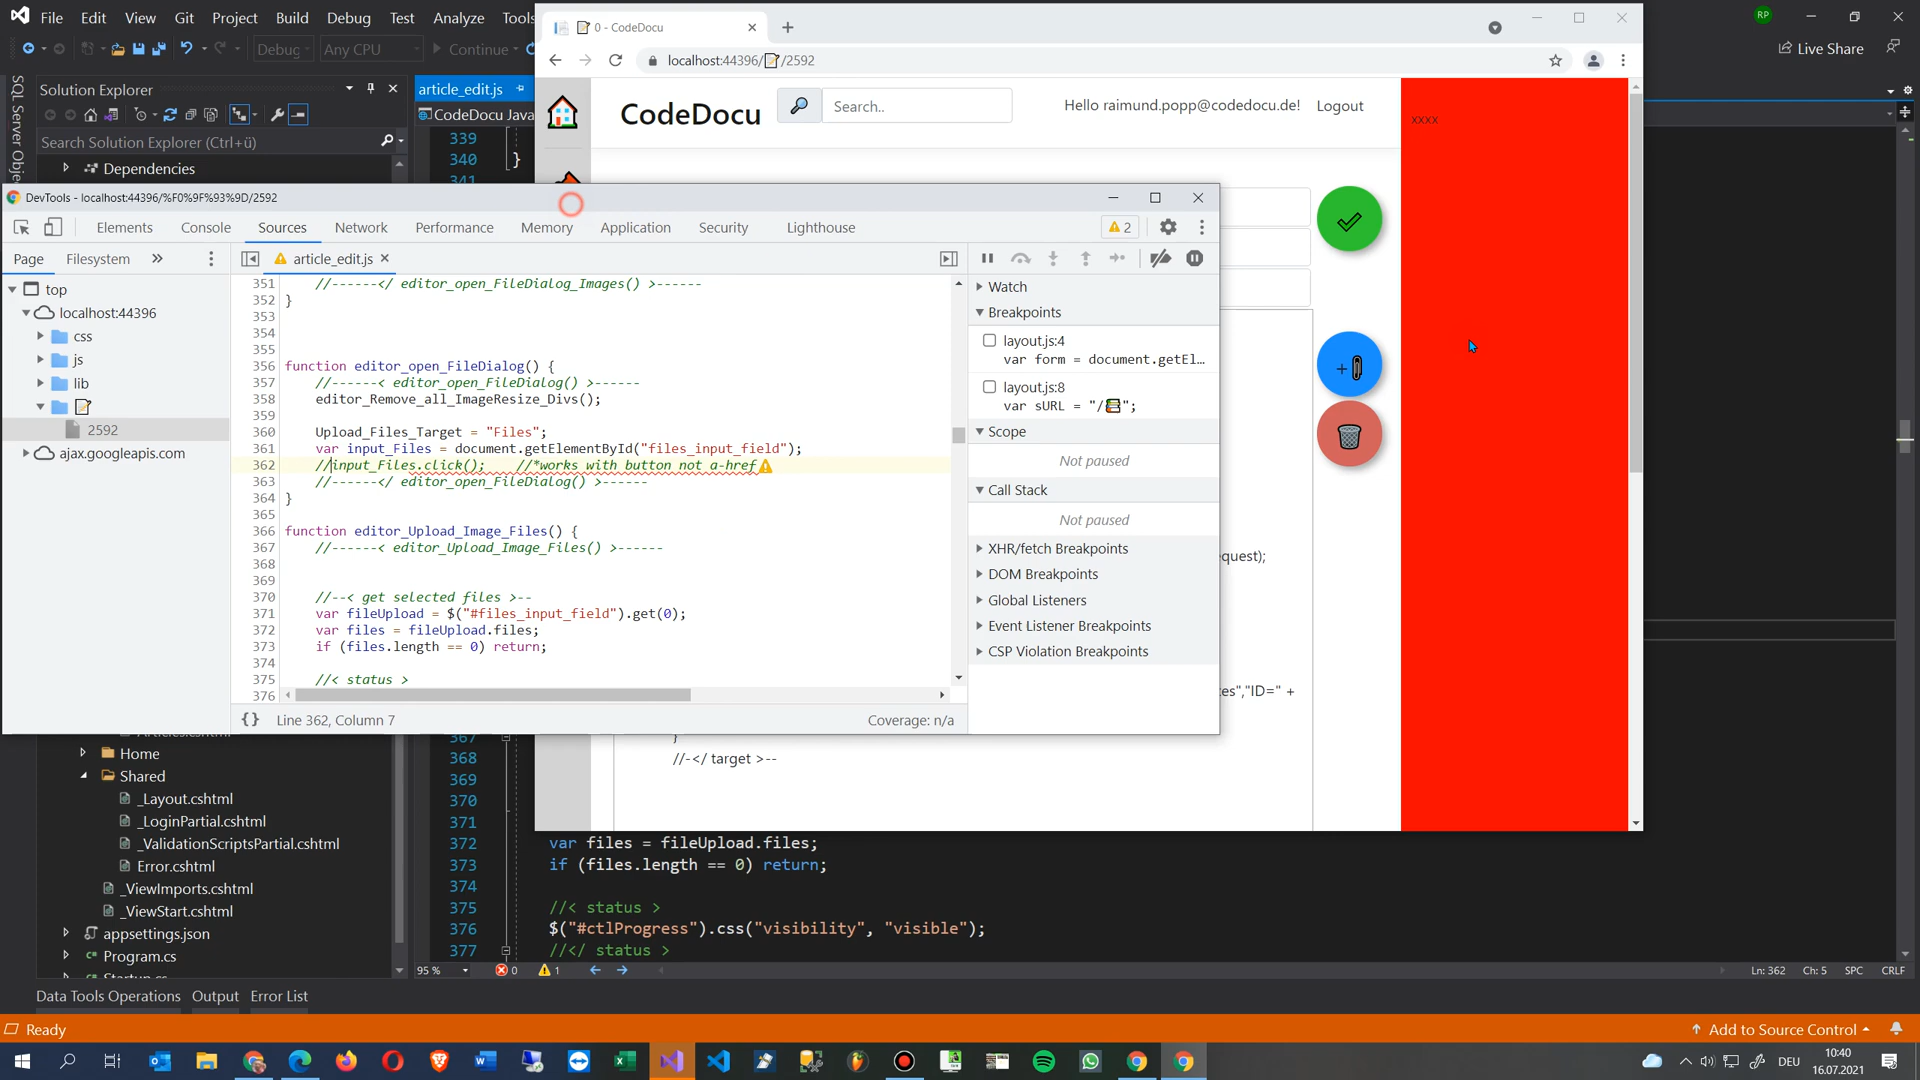 File Edit View Git Project Build Debug Test Analyze Tools
Debug Any CPU Continue
RP
Live Share
SQL Server Obje
Solution Explorer
Search Solution Explorer (Ctrl+ü)
Dependencies
article_edit.js
CodeDocu Java
339
340 }
341
0 - CodeDocu
localhost:44396/📝/2592
CodeDocu
Search..
Hello raimund.popp@codedocu.de! Logout
xxxx
DevTools - localhost:44396/%F0%9F%93%9D/2592
Elements Console Sources Network Performance Memory Application Security Lighthouse
2
Page Filesystem »
article_edit.js
top
localhost:44396
css
js
lib
2592
ajax.googleapis.com
351 //------</ editor_open_FileDialog_Images() >------
352 }
353
354
355
356 function editor_open_FileDialog() {
357 //------< editor_open_FileDialog() >------
358 editor_Remove_all_ImageResize_Divs();
359
360 Upload_Files_Target = "Files";
361 var input_Files = document.getElementById("files_input_field");
362 //input_Files.click(); //*works with button not a-href
363 //------</ editor_open_FileDialog() >------
364 }
365
366 function editor_Upload_Image_Files() {
367 //------< editor_Upload_Image_Files() >------
368
369
370 //--< get selected files >--
371 var fileUpload = $("#files_input_field").get(0);
372 var files = fileUpload.files;
373 if (files.length == 0) return;
374
375 //< status >
376
{ } Line 362, Column 7
Coverage: n/a
Watch
Breakpoints
layout.js:4
var form = document.getEl…
layout.js:8
var sURL = "/📚";
Scope
Not paused
Call Stack
Not paused
XHR/fetch Breakpoints
DOM Breakpoints
Global Listeners
Event Listener Breakpoints
CSP Violation Breakpoints
quest);
es","ID=" +
}
//-</ target >--
Home
Shared
_Layout.cshtml
_LoginPartial.cshtml
_ValidationScriptsPartial.cshtml
Error.cshtml
_ViewImports.cshtml
_ViewStart.cshtml
appsettings.json
Program.cs
367
368
369
370
371
372 var files = fileUpload.files;
373 if (files.length == 0) return;
374
375 //< status >
376 $("#ctlProgress").css("visibility", "visible");
377 //</ status >
95 % 0 1
Ln: 362 Ch: 5 SPC CRLF
Data Tools Operations Output Error List
Ready
Add to Source Control
DEU
10:40
16.07.2021